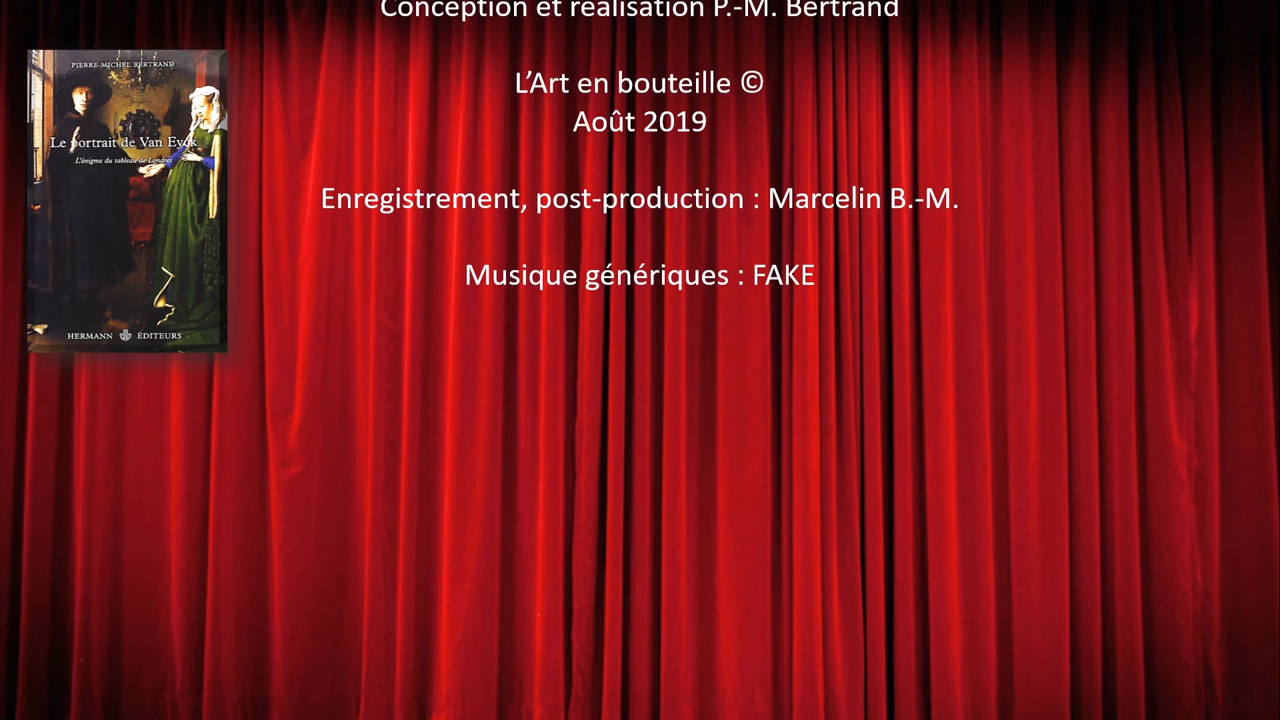 Conception et réalisation P.-M. Bertrand
PIERRE-MICHEL BERTRAND
L'Art en bouteille ©
Août 2019
Le portrait de Van Eyck
L'énigme du tableau de Londres
Enregistrement, post-production : Marcelin B.-M.
Musique génériques : FAKE
HERMANN ÉDITEURS